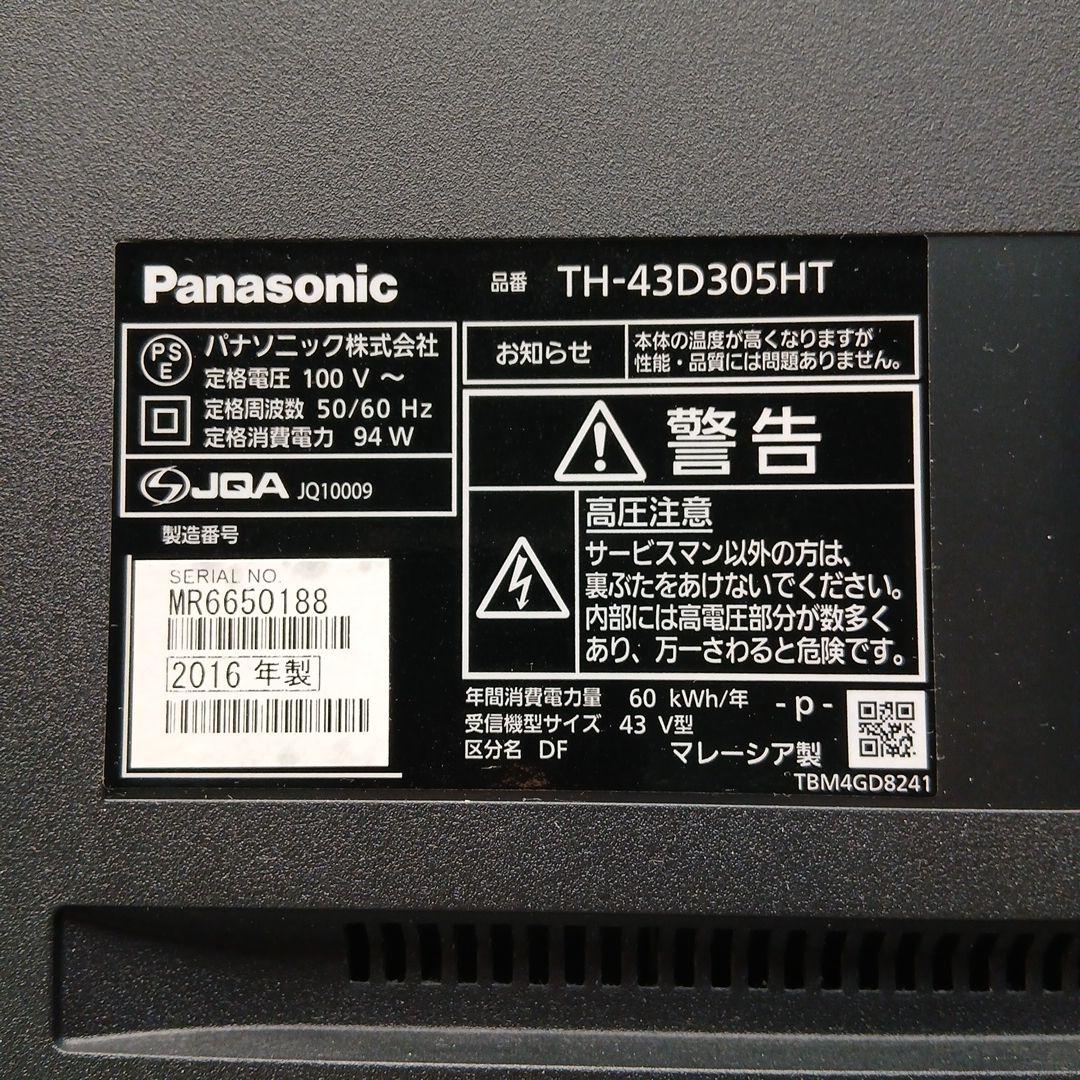 Panasonic
品番 TH-43D305HT
PS
E
パナソニック株式会社
定格電圧 100 V ～
定格周波数 50/60 Hz
定格消費電力 94 W
JQA JQ10009
製造番号
SERIAL NO.
MR6650188
2016 年製
お知らせ
本体の温度が高くなりますが
性能・品質には問題ありません。
警告
高圧注意
サービスマン以外の方は、
裏ぶたをあけないでください。
内部には高電圧部分が数多く
あり、万一さわると危険です。
年間消費電力量 60 kWh/年
受信機型サイズ 43 V型
区分名 DF
- p -
マレーシア製
TBM4GD8241